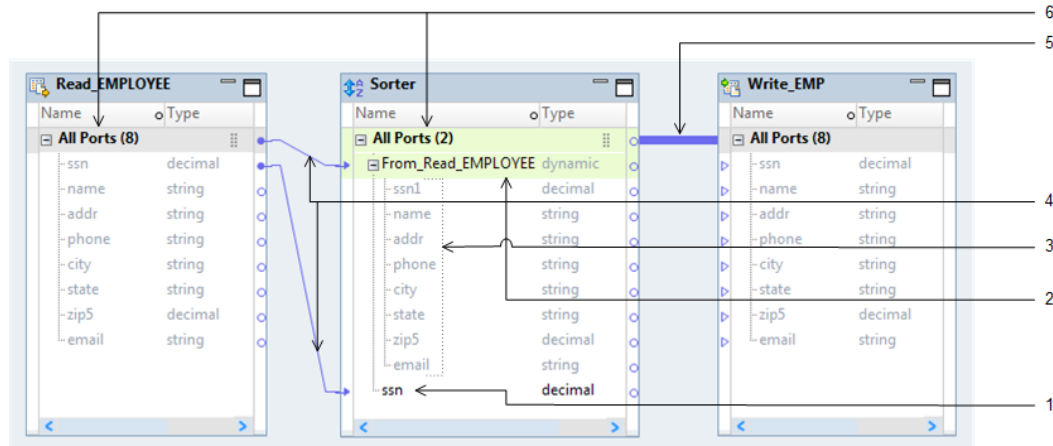 6
5
Read_EMPLOYEE
Sorter
Write_EMP
Name Type
Name Type
Name Type
All Ports (8)
All Ports (2)
All Ports (8)
ssn decimal
From_Read_EMPLOYEE dynamic
ssn decimal
name string
ssn1 decimal
name string
addr string
name string
addr string
4
phone string
addr string
phone string
3
city string
phone string
city string
state string
city string
state string
2
zip5 decimal
state string
zip5 decimal
email string
zip5 decimal
email string
email string
ssn decimal
1